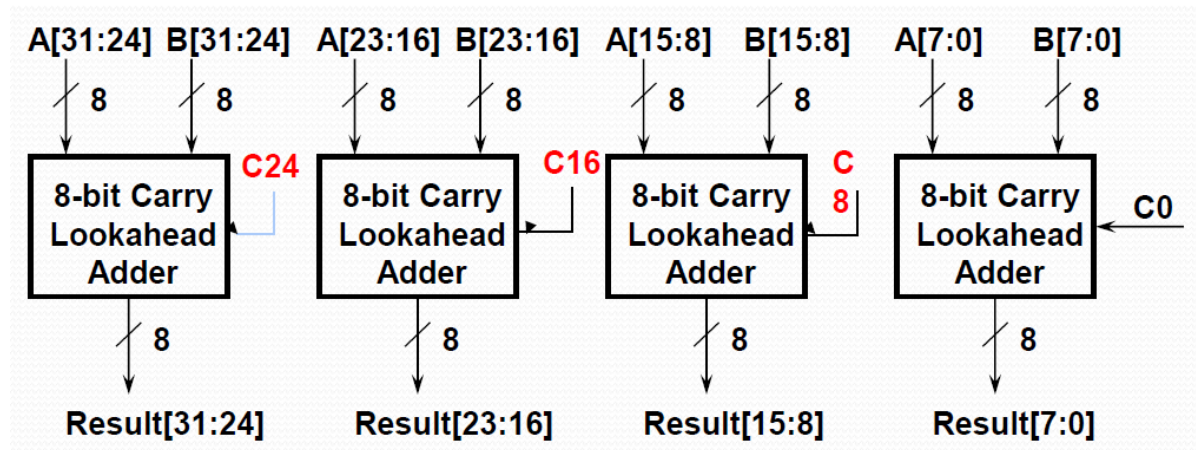 A[31:24] B[31:24] A[23:16] B[23:16] A[15:8] B[15:8] A[7:0] B[7:0]
8 8 8 8 8 8 8 8
C24 C16 C
8
C0
8-bit Carry
Lookahead
Adder
8-bit Carry
Lookahead
Adder
8-bit Carry
Lookahead
Adder
8-bit Carry
Lookahead
Adder
8 8 8 8
Result[31:24] Result[23:16] Result[15:8] Result[7:0]